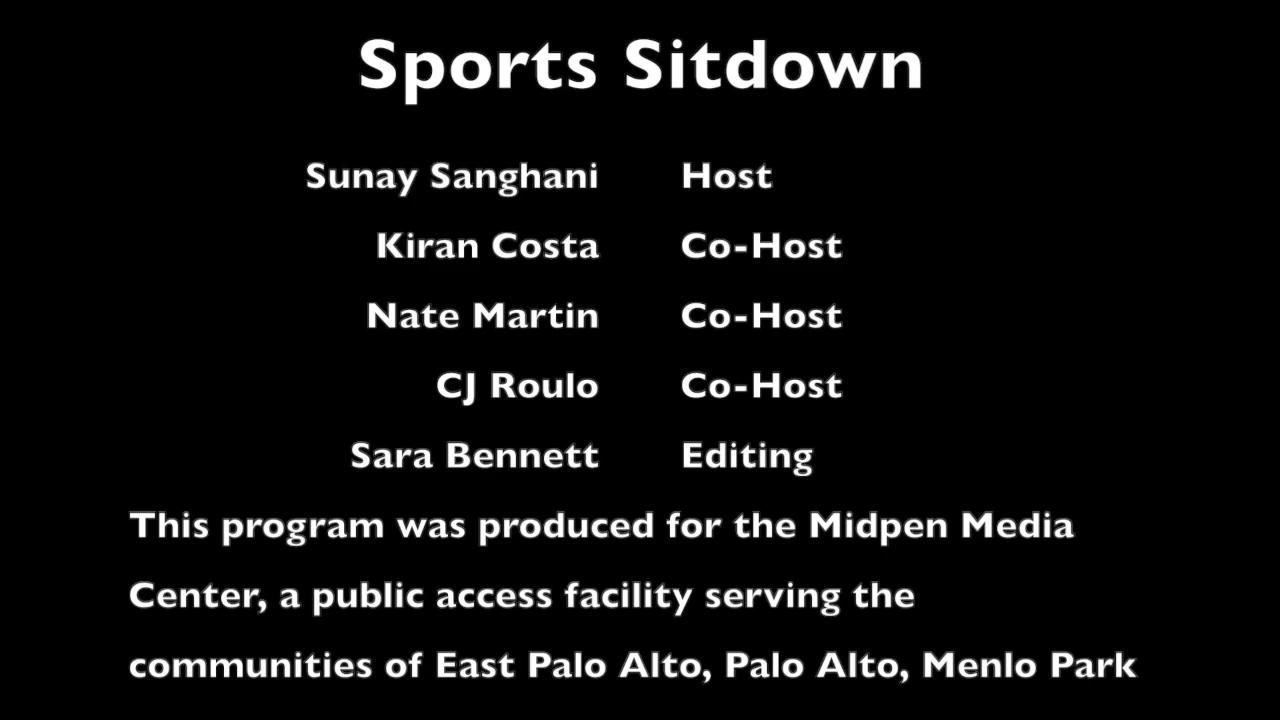 Sports Sitdown
Sunay Sanghani Host
Kiran Costa Co-Host
Nate Martin Co-Host
CJ Roulo Co-Host
Sara Bennett Editing
This program was produced for the Midpen Media
Center, a public access facility serving the
communities of East Palo Alto, Palo Alto, Menlo Park